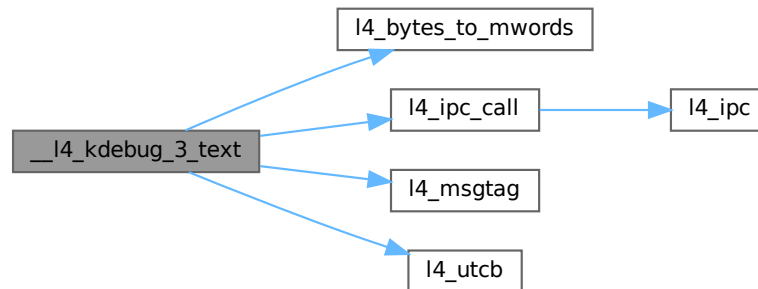 l4_bytes_to_mwords
l4_ipc_call
l4_ipc
__l4_kdebug_3_text
l4_msgtag
l4_utcb